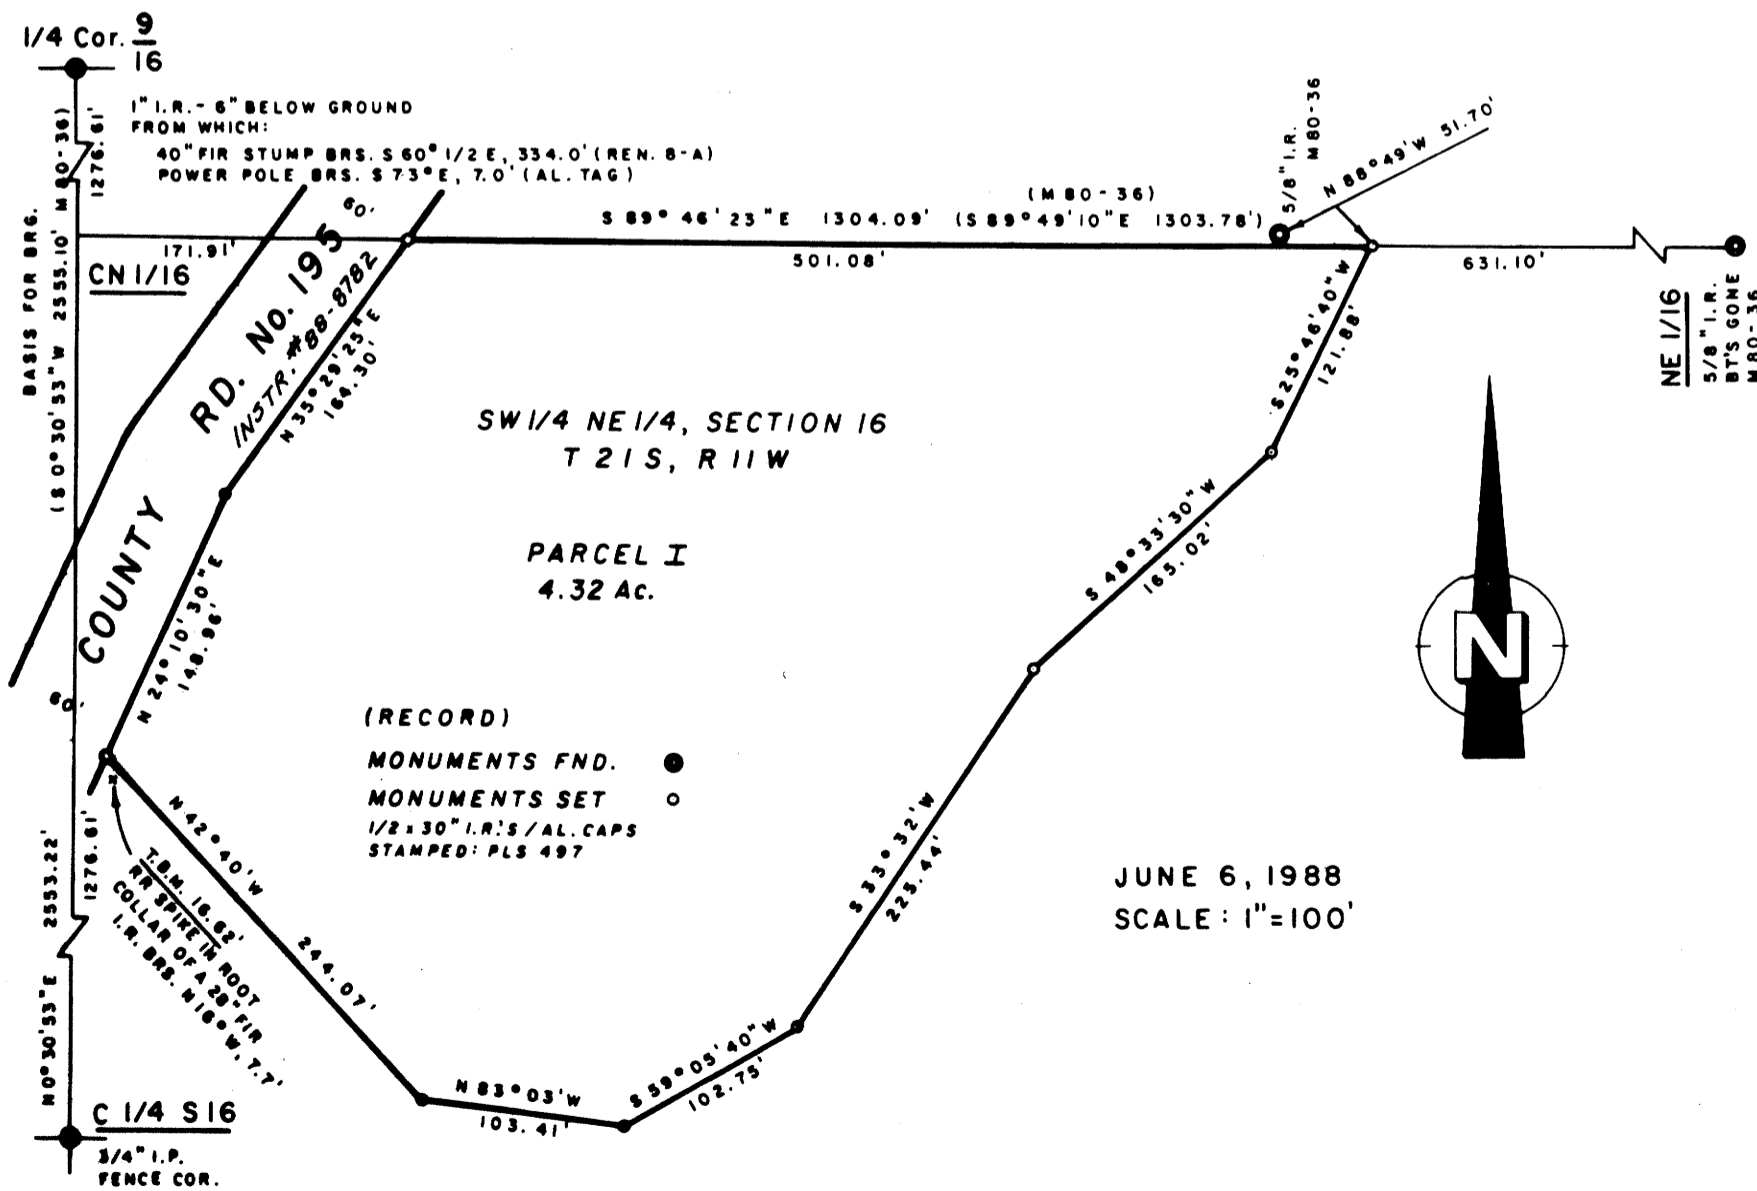 1/4 Cor. 9
16
1" I.R. - 6" BELOW GROUND
FROM WHICH:
40" FIR STUMP BRS. S 60° 1/2 E, 334.0' (REN. 8-A)
POWER POLE BRS. S 73° E, 7.0' (AL. TAG)
BASIS FOR BRG.
(S 0° 30' 53" W 2555.10' M 80-36)
1276.61'
171.91'
CN 1/16
60'
COUNTY RD. No. 195
INSTR. #88-8782
N 35° 29' 25" E
164.30'
(M 80-36)
S 89° 46' 23" E 1304.09' (S 89° 49' 10" E 1303.78')
501.08'
5/8" I.R.
M 80-36
N 88° 49' W 51.70'
631.10'
NE 1/16
5/8" I.R.
BT'S GONE
M 80-36
S 25° 46' 40" W
121.88'
SW 1/4 NE 1/4, SECTION 16
T 21 S, R 11 W
S 48° 33' 30" W
165.02'
PARCEL I
4.32 Ac.
N 24° 10' 30" E
148.96'
60'
N
(RECORD)
MONUMENTS FND.
MONUMENTS SET
1/2 x 30" I.R.'S / AL. CAPS
STAMPED: PLS 497
S 33° 32' W
225.44'
JUNE 6, 1988
SCALE: 1"=100'
N 42° 40' W
244.07'
T.B.M. 16.62'
RR SPIKE IN ROOT
COLLAR OF A 28" FIR
I.R. BRS. N 16° W, 7.7'
N 0° 30' 53" E 2553.22'
1276.61'
S 59° 05' 40" W
102.75'
N 83° 03' W
103.41'
C 1/4 S 16
3/4" I.P.
FENCE COR.